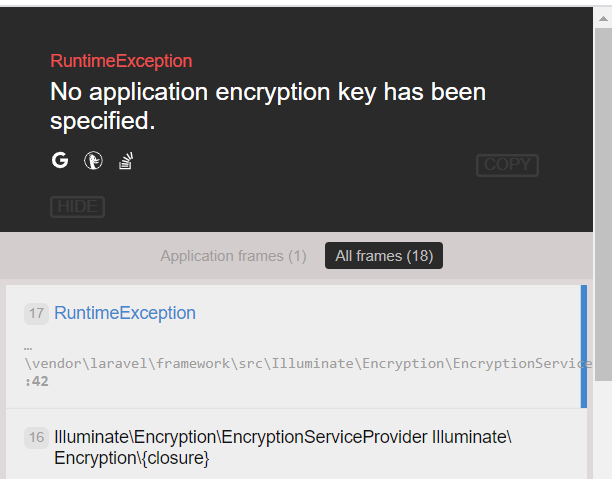 RuntimeException
No application encryption key has been
specified.
COPY
HIDE
Application frames (1)
All frames (18)
17
RuntimeException
…
\vendor\laravel\framework\src\Illuminate\Encryption\EncryptionService
:42
16
Illuminate\Encryption\EncryptionServiceProvider Illuminate\
Encryption\{closure}